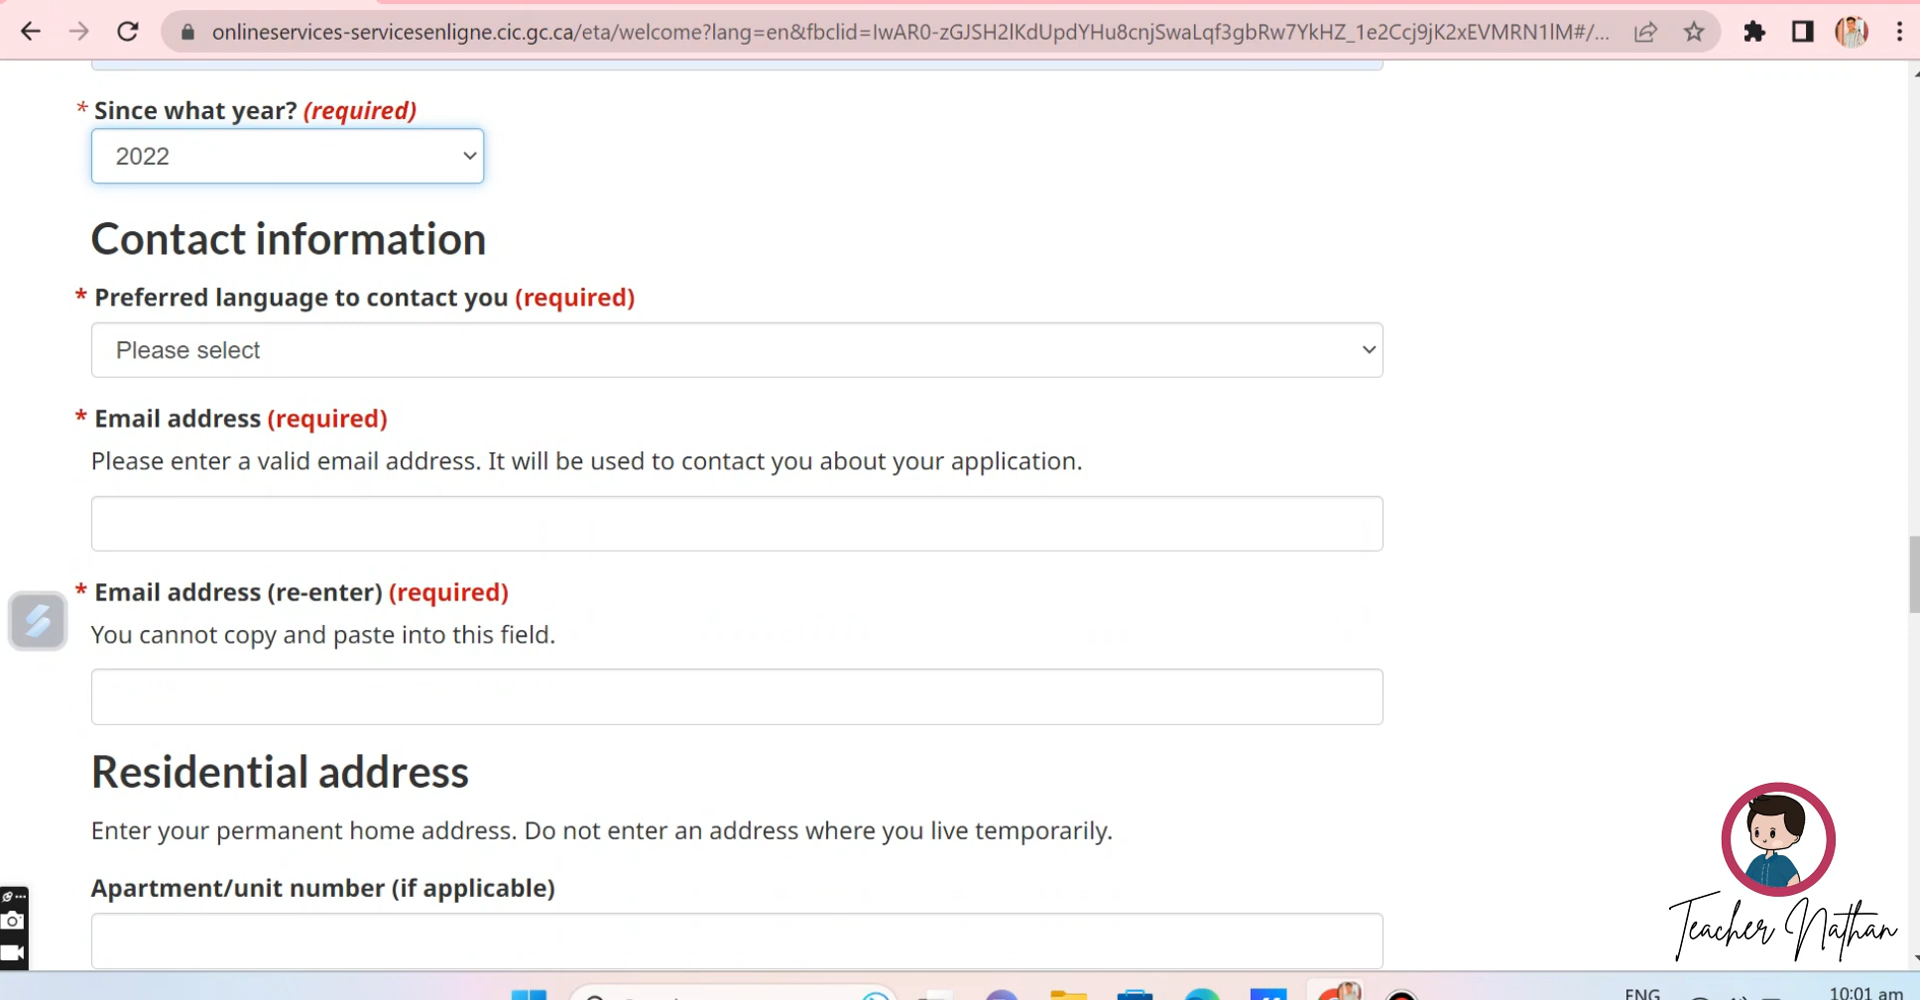 onlineservices-servicesenligne.cic.gc.ca/eta/welcome?lang=en&fbclid=IwAR0-zGJSH2lKdUpdYHu8cnjSwaLqf3gbRw7YkHZ_1e2Ccj9jK2xEVMRN1lM#/...
* Since what year? (required)
2022
Contact information
* Preferred language to contact you (required)
Please select
* Email address (required)
Please enter a valid email address. It will be used to contact you about your application.
* Email address (re-enter) (required)
You cannot copy and paste into this field.
Residential address
Enter your permanent home address. Do not enter an address where you live temporarily.
Apartment/unit number (if applicable)
Teacher Nathan
ENG
10:01 am